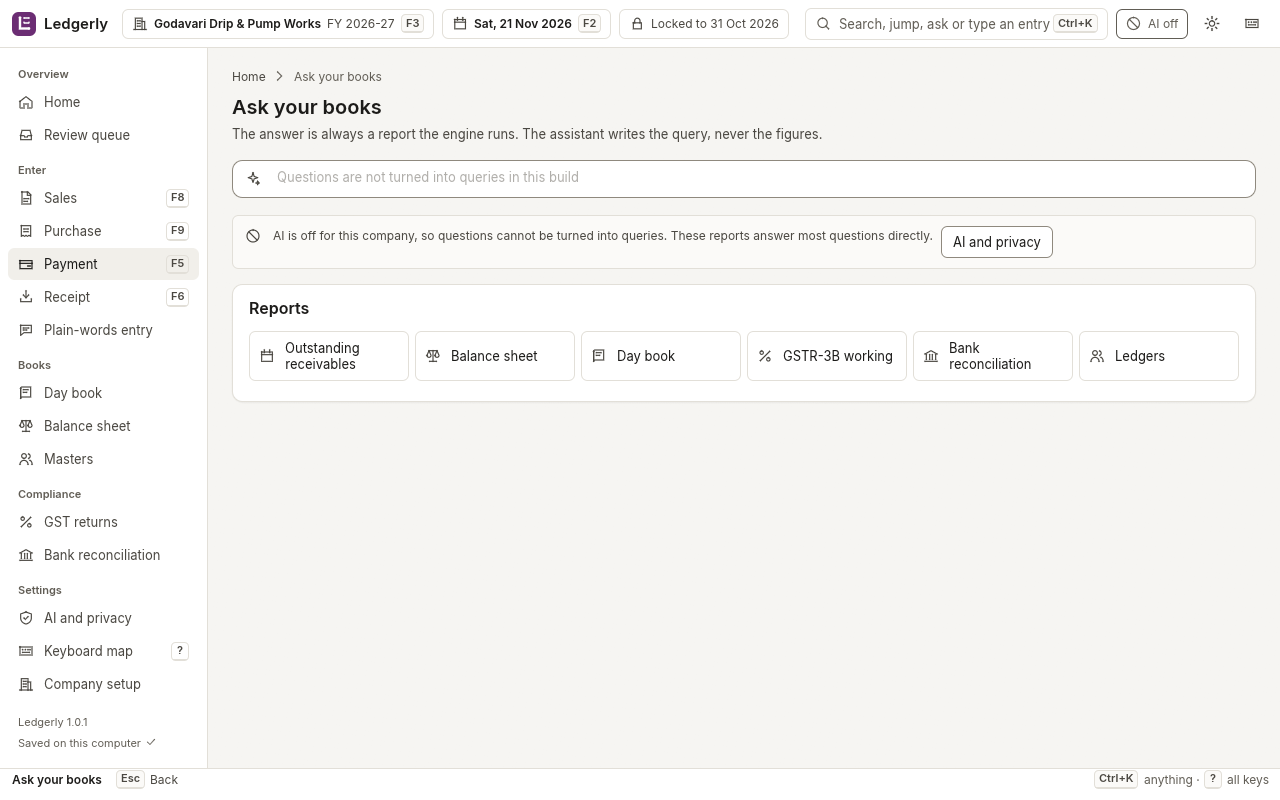 Ledgerly
Godavari Drip & Pump Works FY 2026-27 F3
Sat, 21 Nov 2026 F2
Locked to 31 Oct 2026
Search, jump, ask or type an entry Ctrl+K
AI off
Overview
Home
Review queue
Enter
Sales F8
Purchase F9
Payment F5
Receipt F6
Plain-words entry
Books
Day book
Balance sheet
Masters
Compliance
GST returns
Bank reconciliation
Settings
AI and privacy
Keyboard map ?
Company setup
Ledgerly 1.0.1
Saved on this computer
Home > Ask your books
Ask your books
The answer is always a report the engine runs. The assistant writes the query, never the figures.
Questions are not turned into queries in this build
AI is off for this company, so questions cannot be turned into queries. These reports answer most questions directly. AI and privacy
Reports
Outstanding
receivables
Balance sheet
Day book
GSTR-3B working
Bank
reconciliation
Ledgers
Ask your books Esc Back
Ctrl+K anything · ? all keys